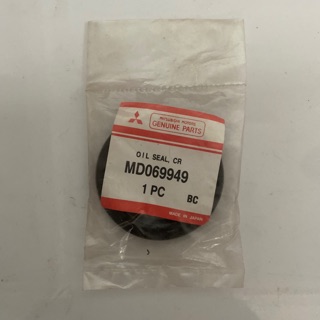 MITSUBISHI MOTORS
GENUINE PARTS
OIL SEAL, CR
MD069949
1 PC
BC
MADE IN JAPAN